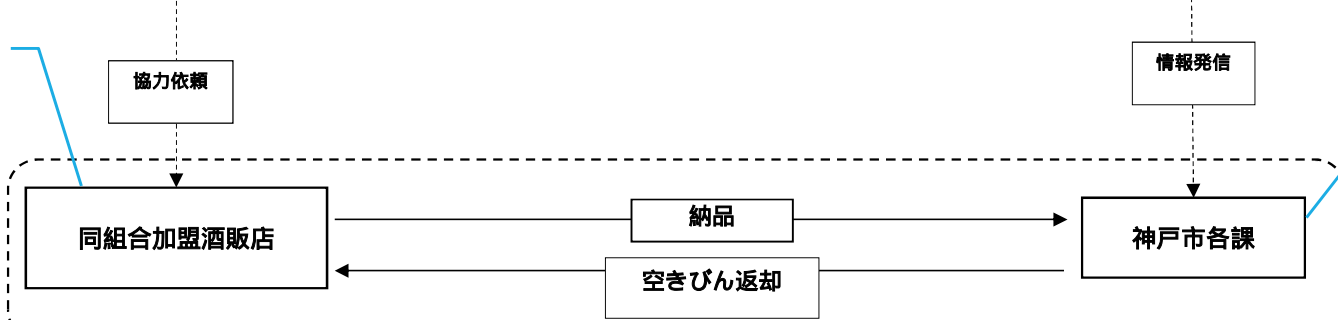 情報発信
協力依頼
納品
同組合加盟酒販店
神戸市各課
空きびん返却